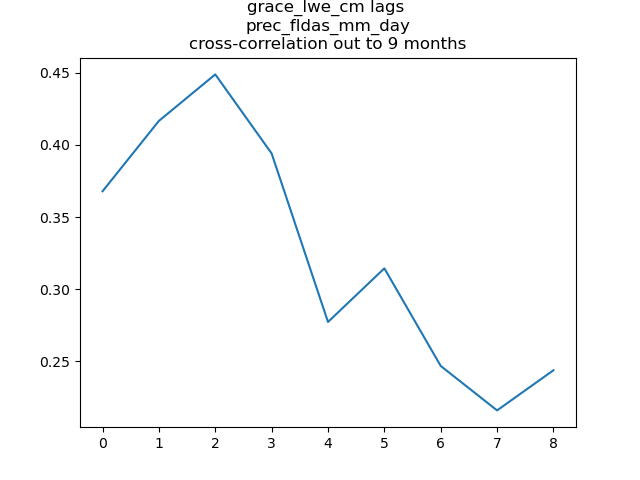 grace_lwe_cm lags
prec_fldas_mm_day
cross-correlation out to 9 months
0.45
0.40
0.35
0.30
0.25
0 1 2 3 4 5 6 7 8